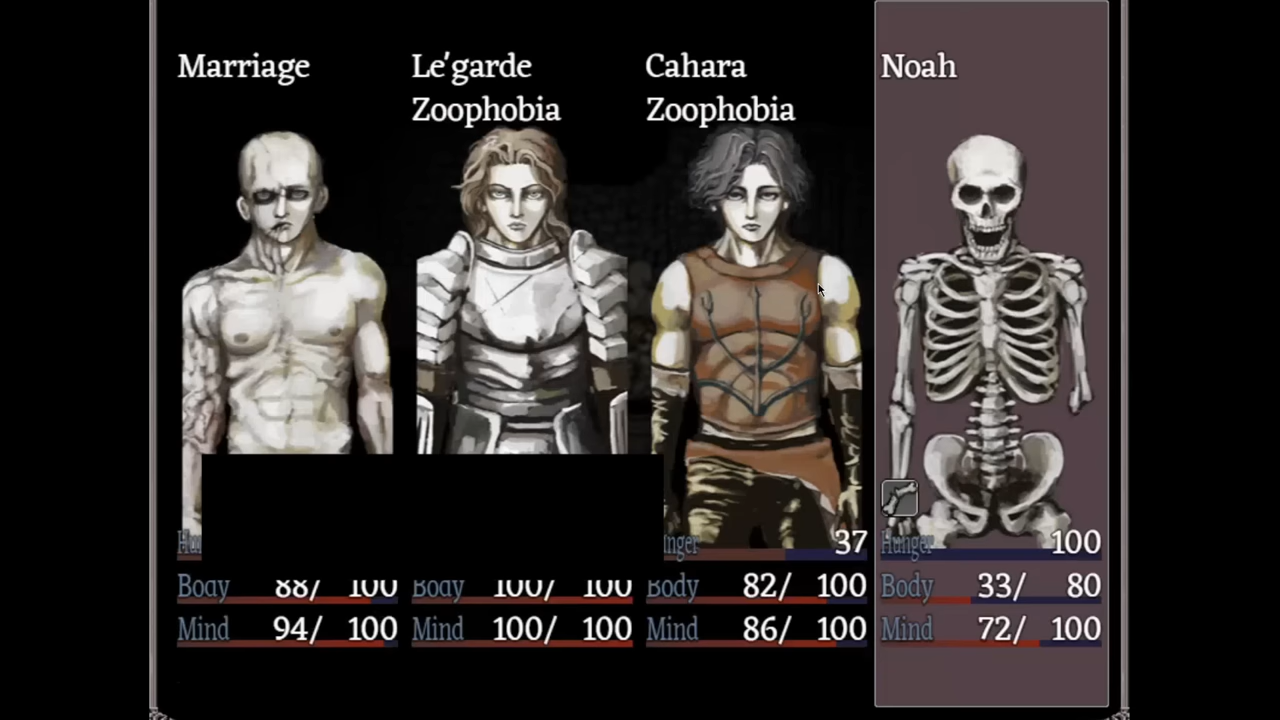 Marriage
Le'garde
Zoophobia
Cahara
Zoophobia
Noah
37
Hunger 100
Body 88/ 100
Mind 94/ 100
Body 100/ 100
Mind 100/ 100
Body 82/ 100
Mind 86/ 100
Body 33/ 80
Mind 72/ 100